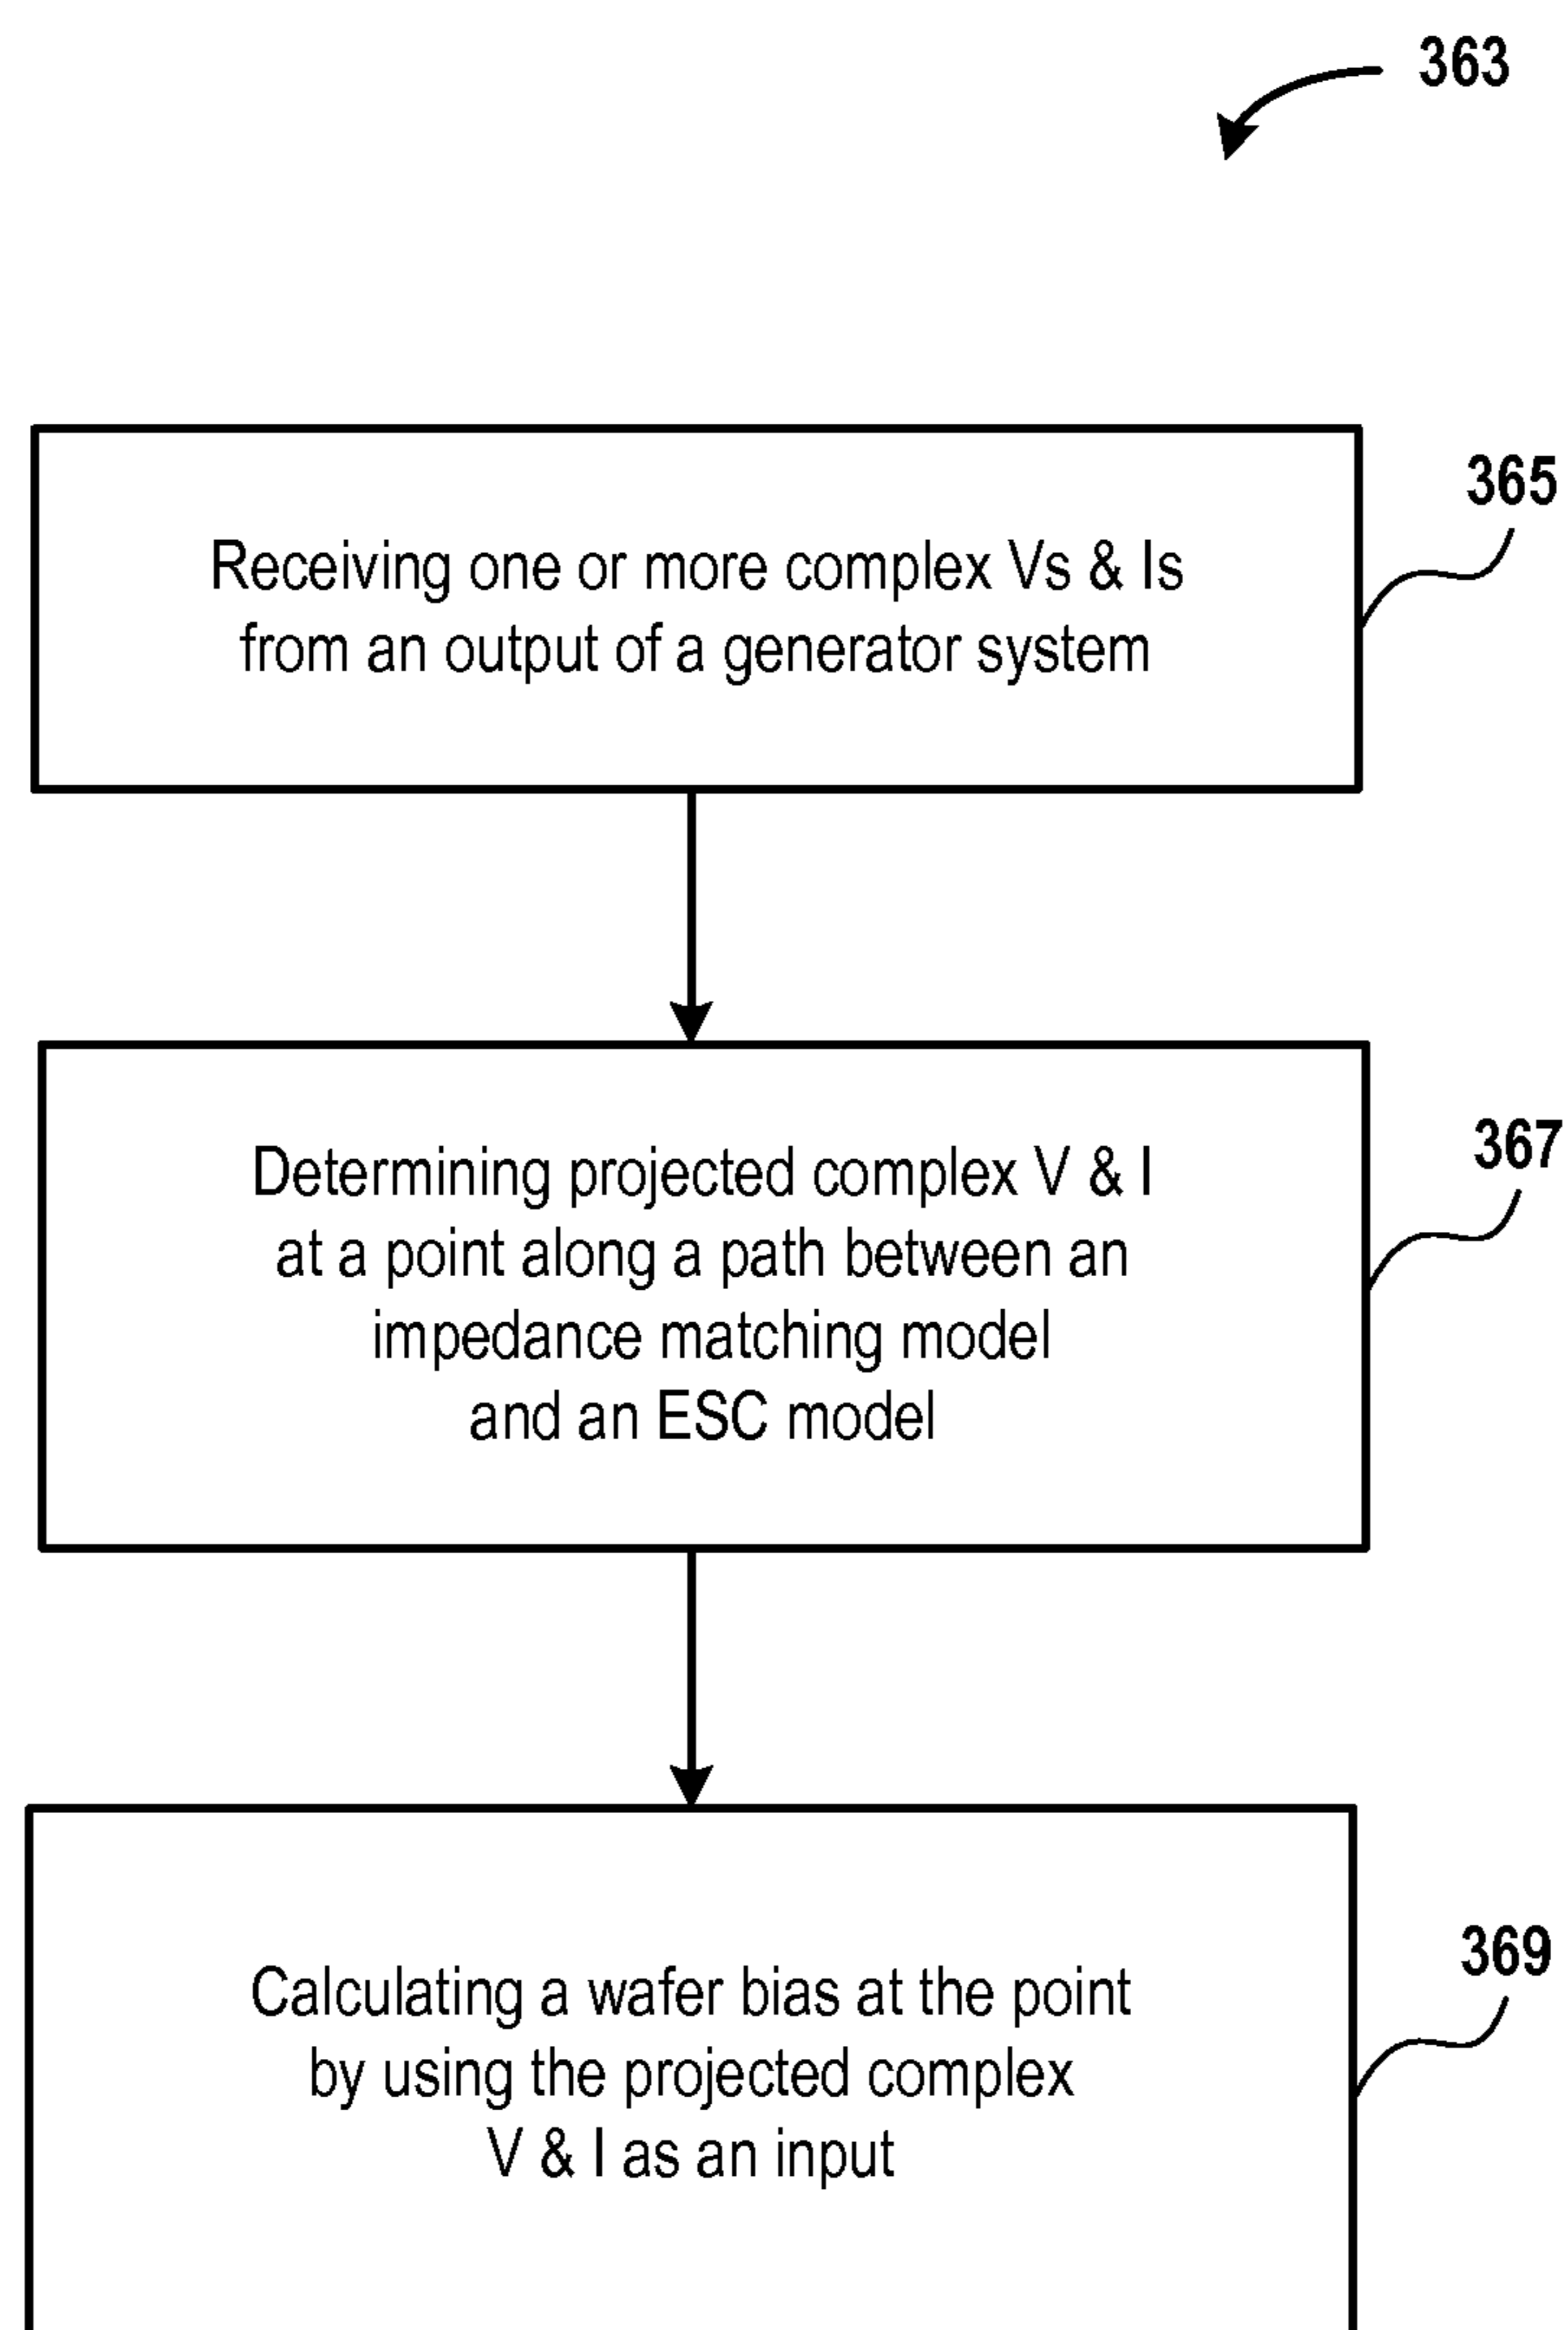 363
365
Receiving one or more complex Vs & Is
from an output of a generator system
367
Determining projected complex V & I
at a point along a path between an
impedance matching model
and an ESC model
369
Calculating a wafer bias at the point
by using the projected complex
V & I as an input